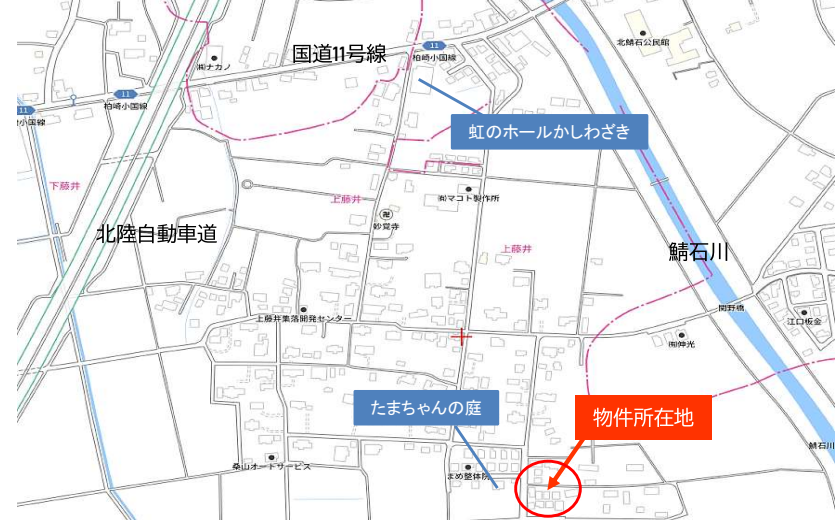 国道11号線
11
柏崎小国線
㈱ナカノ
北鯖石公民館
11
柏崎小国線
11
小国線
虹のホールかしわざき
下藤井
上藤井
㈲マコト製作所
妙覚寺
北陸自動車道
上藤井
鯖石川
上藤井集落開発センター
関野橋
江口板金
㈲伸光
たまちゃんの庭
物件所在地
鯖石川
桑山オートサービス
まめ整体院